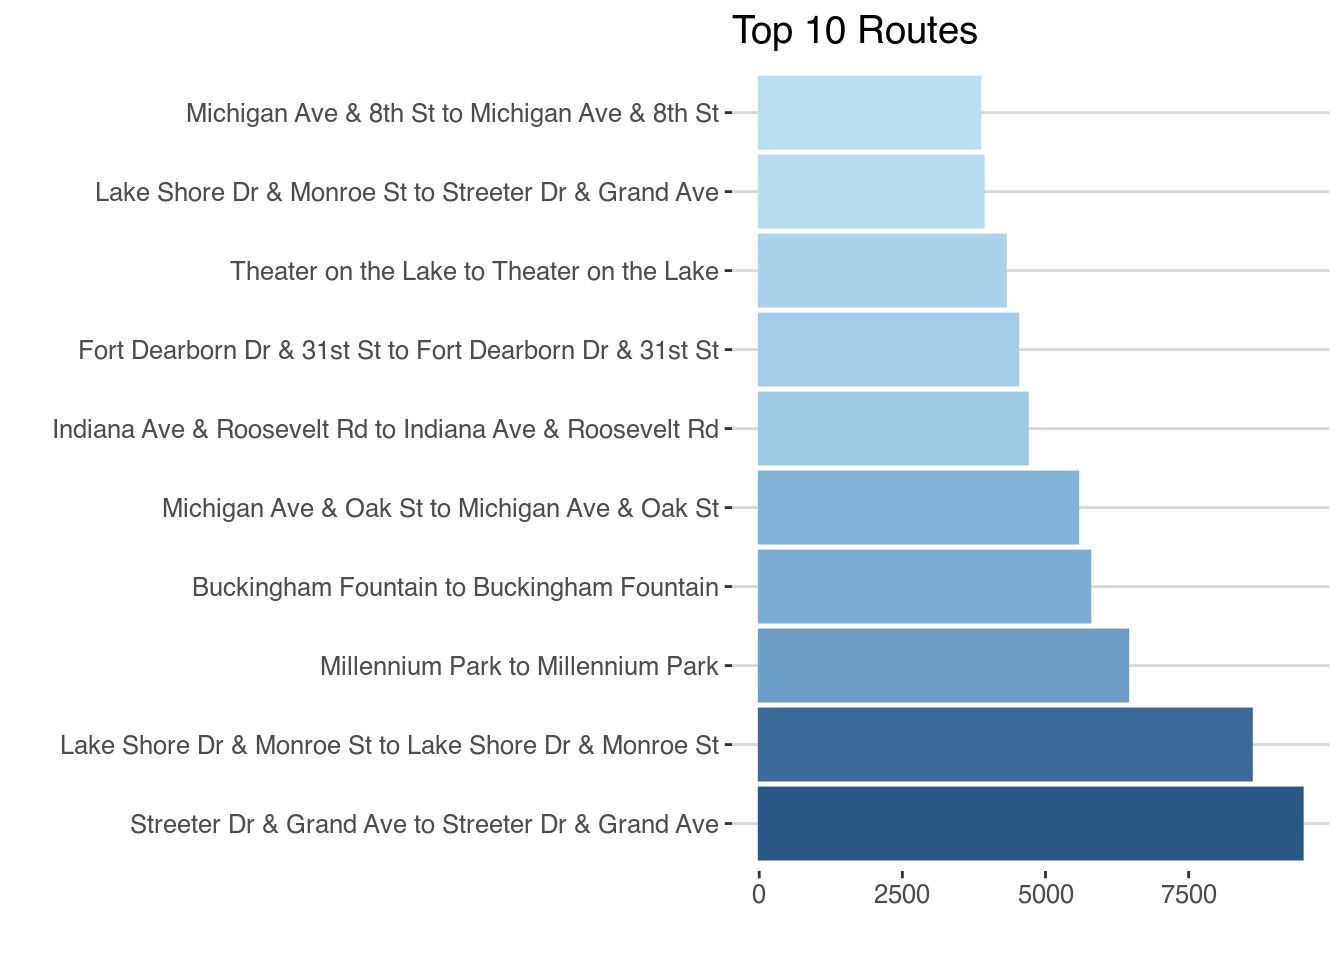 Top 10 Routes
Michigan Ave & 8th St to Michigan Ave & 8th St
Lake Shore Dr & Monroe St to Streeter Dr & Grand Ave
Theater on the Lake to Theater on the Lake
Fort Dearborn Dr & 31st St to Fort Dearborn Dr & 31st St
Indiana Ave & Roosevelt Rd to Indiana Ave & Roosevelt Rd
Michigan Ave & Oak St to Michigan Ave & Oak St
Buckingham Fountain to Buckingham Fountain
Millennium Park to Millennium Park
Lake Shore Dr & Monroe St to Lake Shore Dr & Monroe St
Streeter Dr & Grand Ave to Streeter Dr & Grand Ave
0 2500 5000 7500